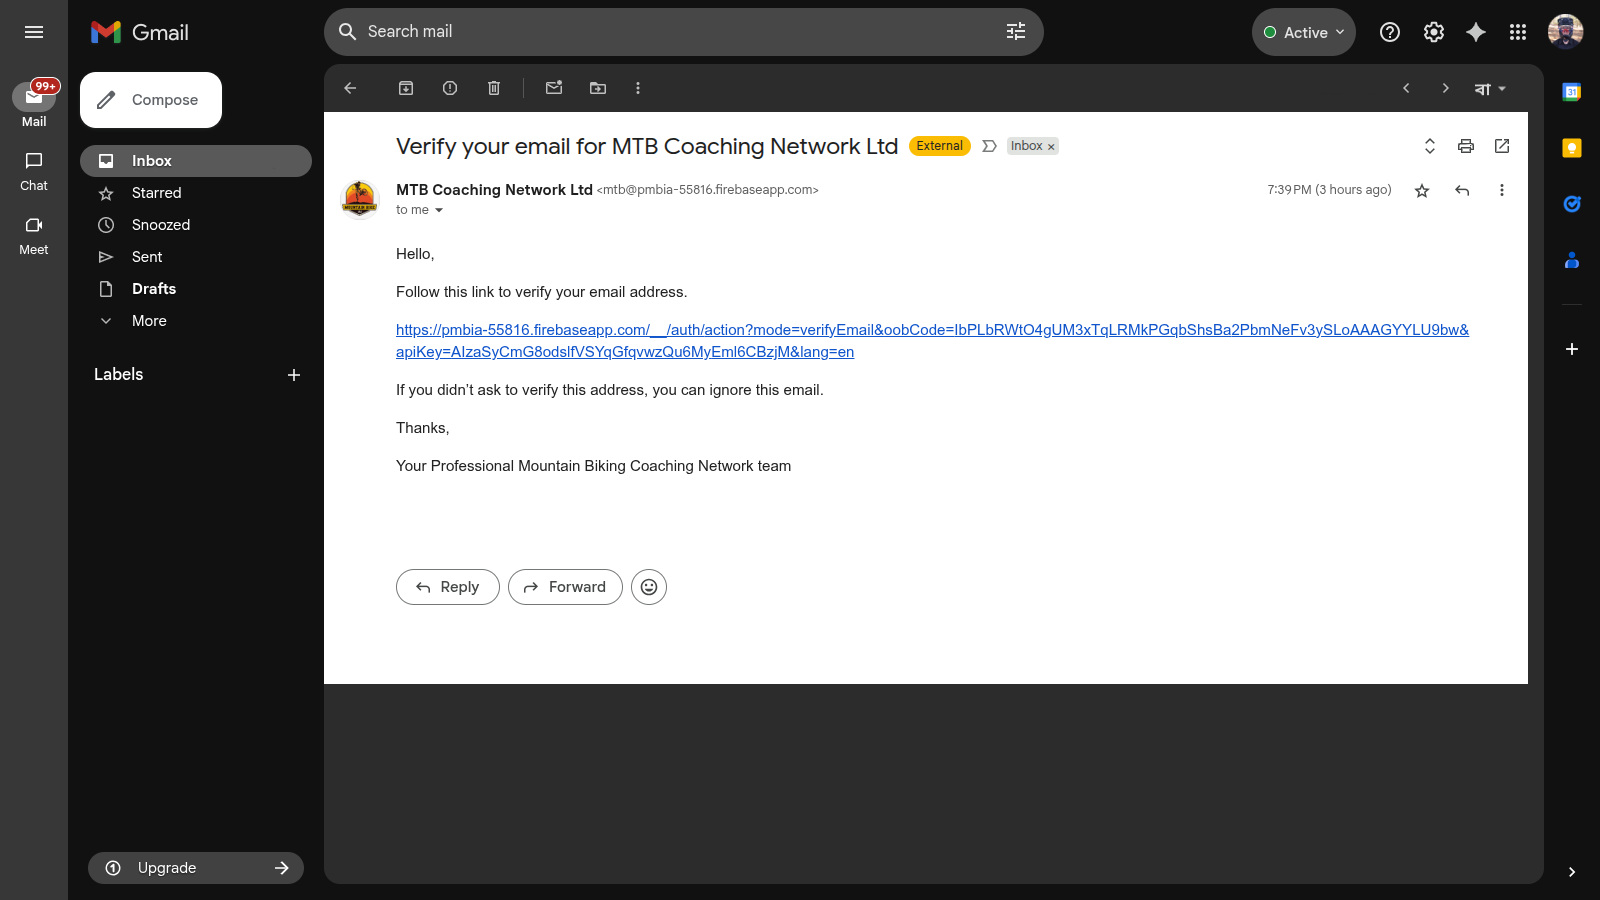 Gmail
Search mail
Active
99+
Mail
Chat
Meet
Compose
Inbox
Starred
Snoozed
Sent
Drafts
More
Labels
Upgrade
বা
31
Verify your email for MTB Coaching Network Ltd External Inbox ×
MTB Coaching Network Ltd <mtb@pmbia-55816.firebaseapp.com> 7:39 PM (3 hours ago)
to me
Hello,
Follow this link to verify your email address.
https://pmbia-55816.firebaseapp.com/__/auth/action?mode=verifyEmail&oobCode=IbPLbRWtO4gUM3xTqLRMkPGqbShsBa2PbmNeFv3ySLoAAAGYYLU9bw&
apiKey=AIzaSyCmG8odslfVSYqGfqvwzQu6MyEml6CBzjM&lang=en
If you didn’t ask to verify this address, you can ignore this email.
Thanks,
Your Professional Mountain Biking Coaching Network team
Reply
Forward